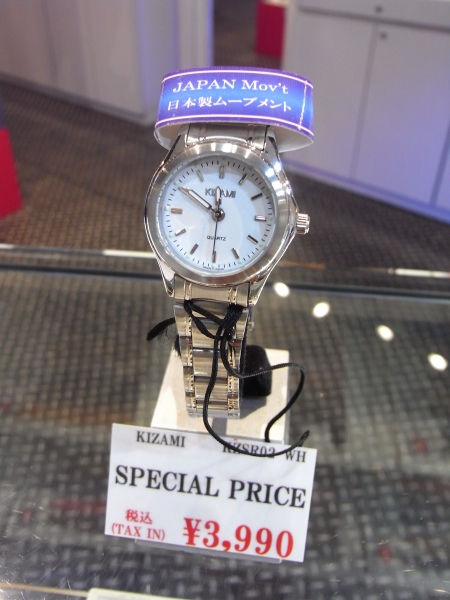 JAPAN Mov't
日本製ムーブメント
KIZAMI
QUARTZ
KIZAMI KZSR02 WH
SPECIAL PRICE
税込
(TAX IN) ¥3,990